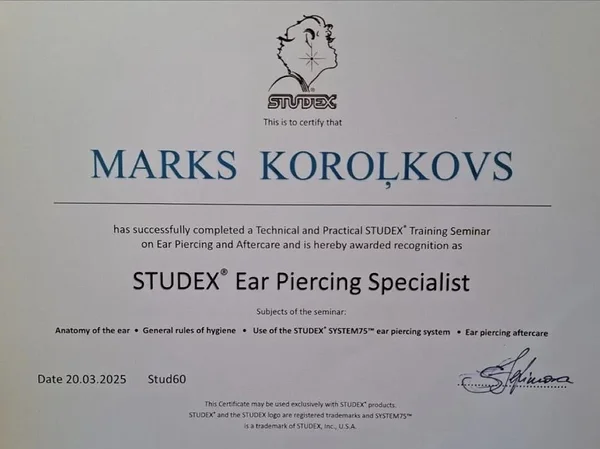 STUDEX
This is to certify that
MARKS KOROĻKOVS
has successfully completed a Technical and Practical STUDEX® Training Seminar
on Ear Piercing and Aftercare and is hereby awarded recognition as
STUDEX® Ear Piercing Specialist
Subjects of the seminar:
Anatomy of the ear • General rules of hygiene • Use of the STUDEX® SYSTEM75™ ear piercing system • Ear piercing aftercare
Date 20.03.2025 Stud60
This Certificate may be used exclusively with STUDEX® products.
STUDEX® and the STUDEX logo are registered trademarks and SYSTEM75™
is a trademark of STUDEX, Inc., U.S.A.